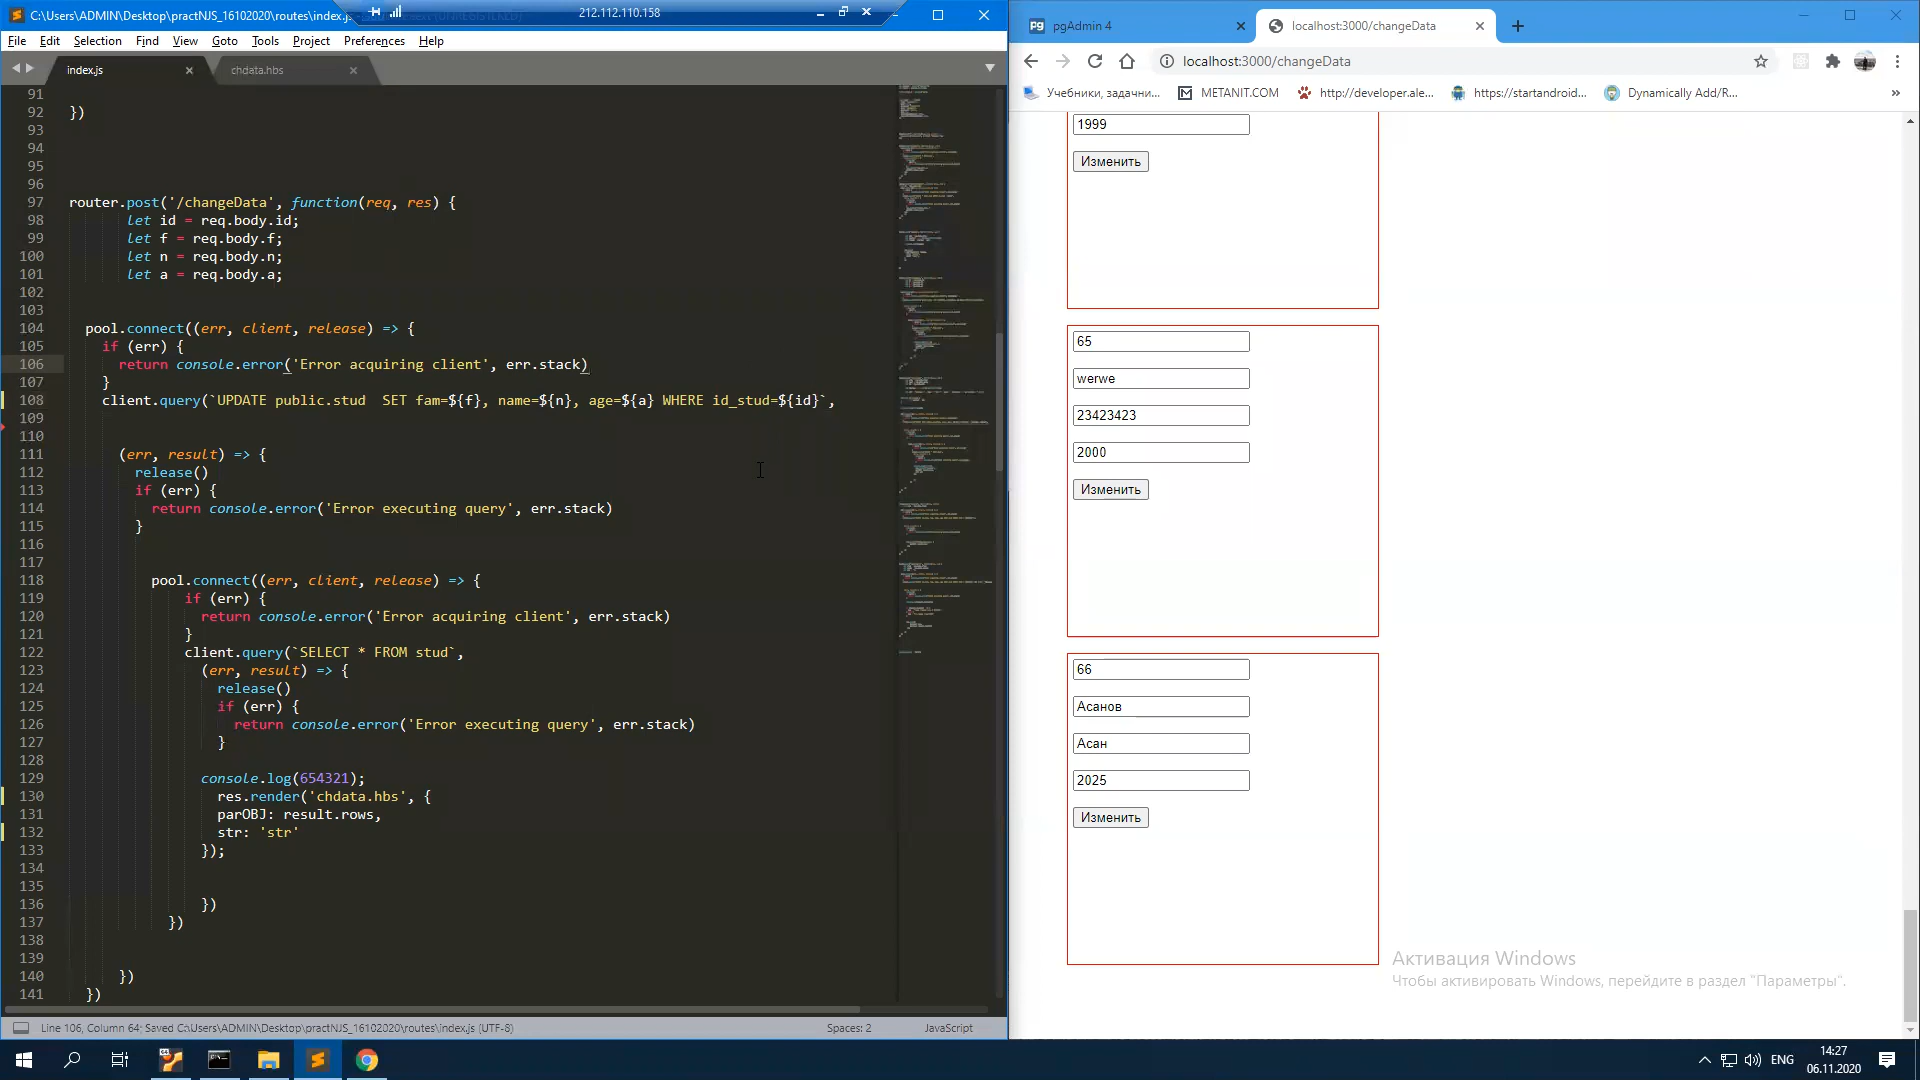 C:\Users\ADMIN\Desktop\practNJS_16102020\routes\index.j
212.112.110.158
File Edit Selection Find View Goto Tools Project Preferences Help
index.js
chdata.hbs
91
92 })
93
94
95
96
97 router.post('/changeData', function(req, res) {
98 let id = req.body.id;
99 let f = req.body.f;
100 let n = req.body.n;
101 let a = req.body.a;
102
103
104 pool.connect((err, client, release) => {
105 if (err) {
106 return console.error('Error acquiring client', err.stack)
107 }
108 client.query(`UPDATE public.stud  SET fam=${f}, name=${n}, age=${a} WHERE id_stud=${id}`,
109
110
111 (err, result) => {
112 release()
113 if (err) {
114 return console.error('Error executing query', err.stack)
115 }
116
117
118 pool.connect((err, client, release) => {
119 if (err) {
120 return console.error('Error acquiring client', err.stack)
121 }
122 client.query(`SELECT * FROM stud`,
123 (err, result) => {
124 release()
125 if (err) {
126 return console.error('Error executing query', err.stack)
127 }
128
129 console.log(654321);
130 res.render('chdata.hbs', {
131 parOBJ: result.rows,
132 str: 'str'
133 });
134
135
136 })
137 })
138
139
140 })
141 })
Line 106, Column 64; Saved C:\Users\ADMIN\Desktop\practNJS_16102020\routes\index.js (UTF-8)
Spaces: 2
JavaScript
pgAdmin 4
localhost:3000/changeData
localhost:3000/changeData
Учебники, задачни...
METANIT.COM
http://developer.ale...
https://startandroid...
Dynamically Add/R...
1999
Изменить
65
werwe
23423423
2000
Изменить
66
Асанов
Асан
2025
Изменить
Активация Windows
Чтобы активировать Windows, перейдите в раздел "Параметры".
ENG
14:27
06.11.2020